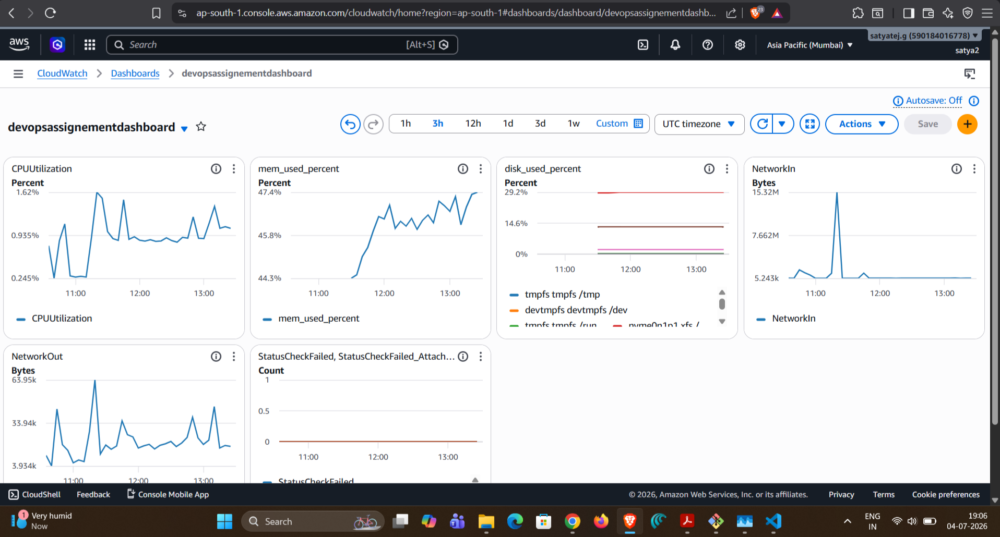 ap-south-1.console.aws.amazon.com/cloudwatch/home?region=ap-south-1#dashboards/dashboard/devopsassignementdashb...
23
aws
Search
[Alt+S]
Asia Pacific (Mumbai)
satyatej.g (590184016778)
satya2
CloudWatch
Dashboards
devopsassignementdashboard
Autosave: Off
devopsassignementdashboard
1h
3h
12h
1d
3d
1w
Custom
UTC timezone
Actions
Save
CPUUtilization
Percent
1.62%
0.935%
0.245%
11:00
12:00
13:00
CPUUtilization
mem_used_percent
Percent
47.4%
45.8%
44.3%
11:00
12:00
13:00
mem_used_percent
disk_used_percent
Percent
29.2%
14.6%
0%
11:00
12:00
13:00
tmpfs tmpfs /tmp
devtmpfs devtmpfs /dev
tmpfs tmpfs /run
nvme0n1p1 xfs /
NetworkIn
Bytes
15.32M
7.662M
5.243k
11:00
12:00
13:00
NetworkIn
NetworkOut
Bytes
63.95k
33.94k
3.934k
11:00
12:00
13:00
StatusCheckFailed, StatusCheckFailed_Attach...
Count
1
0.5
0
11:00
12:00
13:00
StatusCheckFailed
CloudShell
Feedback
Console Mobile App
© 2026, Amazon Web Services, Inc. or its affiliates.
Privacy
Terms
Cookie preferences
1
Very humid
Now
Search
ENG
IN
19:06
04-07-2026